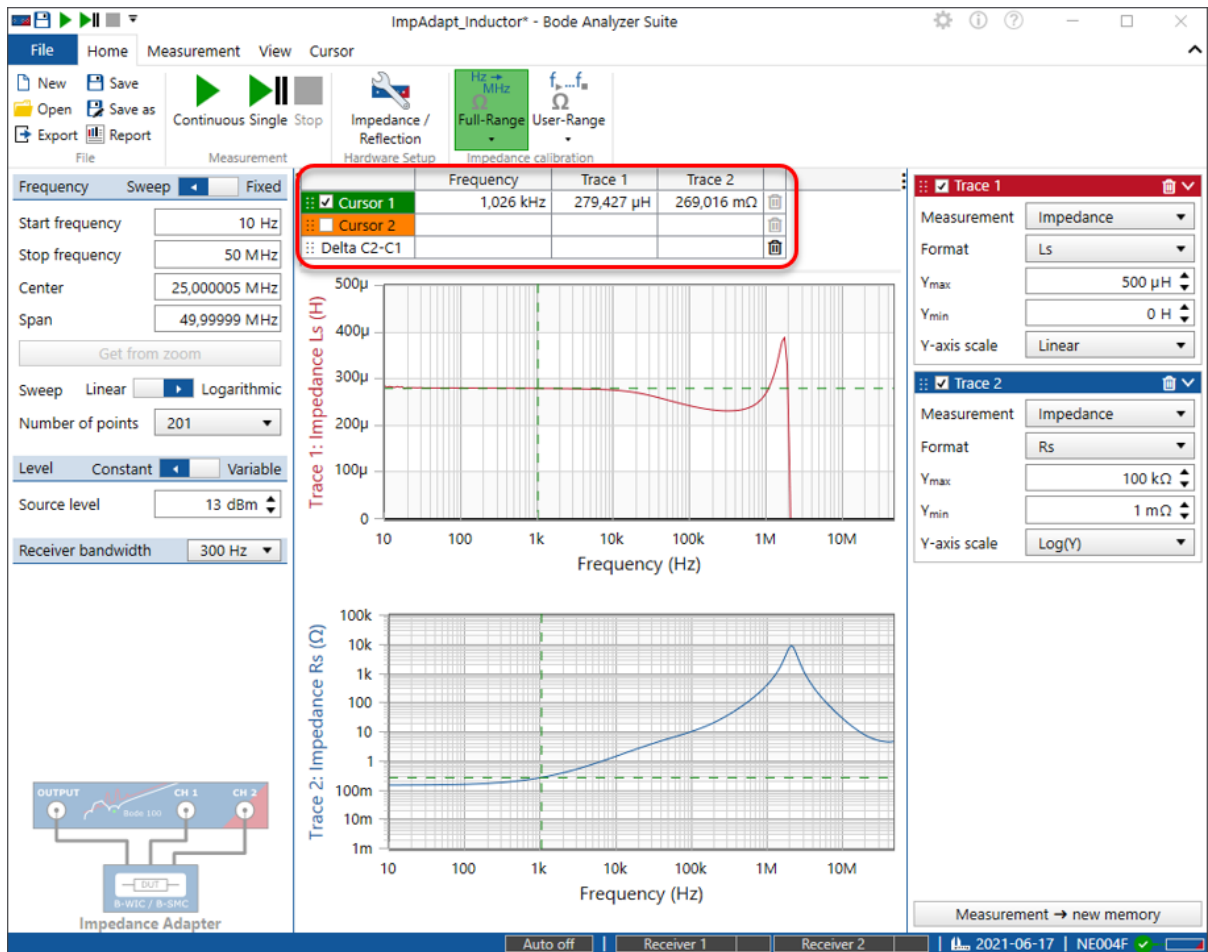 ImpAdapt_Inductor* - Bode Analyzer Suite
File Home Measurement View Cursor
New Save
Open Save as
Export Report
File
Continuous Single Stop
Measurement
Impedance / Reflection
Hardware Setup
Hz → MHz Ω
Full-Range
f▸...f■ Ω
User-Range
Impedance calibration
Frequency Sweep Fixed
Start frequency 10 Hz
Stop frequency 50 MHz
Center 25,000005 MHz
Span 49,99999 MHz
Get from zoom
Sweep Linear Logarithmic
Number of points 201
Level Constant Variable
Source level 13 dBm
Receiver bandwidth 300 Hz
OUTPUT CH 1 CH 2
Bode 100
DUT
B-WIC / B-SMC
Impedance Adapter
Frequency Trace 1 Trace 2
Cursor 1 1,026 kHz 279,427 µH 269,016 mΩ
Cursor 2
Delta C2-C1
Trace 1: Impedance Ls (H)
500µ
400µ
300µ
200µ
100µ
0
10 100 1k 10k 100k 1M 10M
Frequency (Hz)
Trace 2: Impedance Rs (Ω)
100k
10k
1k
100
10
1
100m
10m
1m
10 100 1k 10k 100k 1M 10M
Frequency (Hz)
Trace 1
Measurement Impedance
Format Ls
Ymax 500 µH
Ymin 0 H
Y-axis scale Linear
Trace 2
Measurement Impedance
Format Rs
Ymax 100 kΩ
Ymin 1 mΩ
Y-axis scale Log(Y)
Measurement → new memory
Auto off Receiver 1 Receiver 2 2021-06-17 NE004F